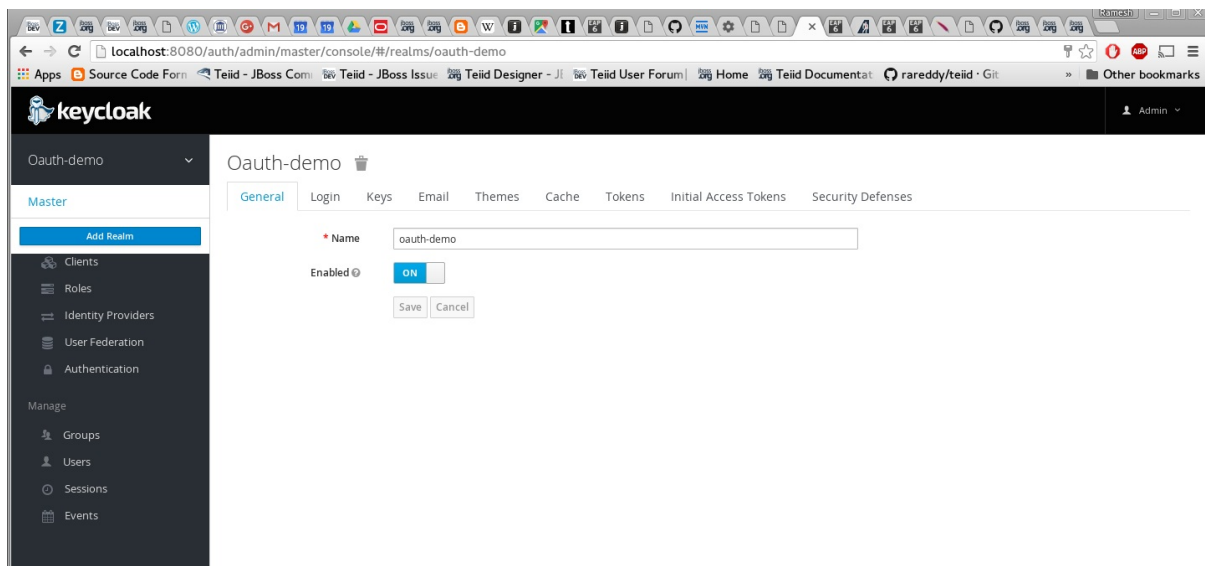 Ramesh
localhost:8080/auth/admin/master/console/#/realms/oauth-demo
Apps Source Code Forn Teiid - JBoss Com Teiid - JBoss Issue Teiid Designer - JI Teiid User Forum| Home Teiid Documentat rareddy/teiid · Git » Other bookmarks
keycloak
Admin
Oauth-demo
Master
Add Realm
Clients
Roles
Identity Providers
User Federation
Authentication
Manage
Groups
Users
Sessions
Events
Oauth-demo
General Login Keys Email Themes Cache Tokens Initial Access Tokens Security Defenses
* Name oauth-demo
Enabled ON
Save Cancel